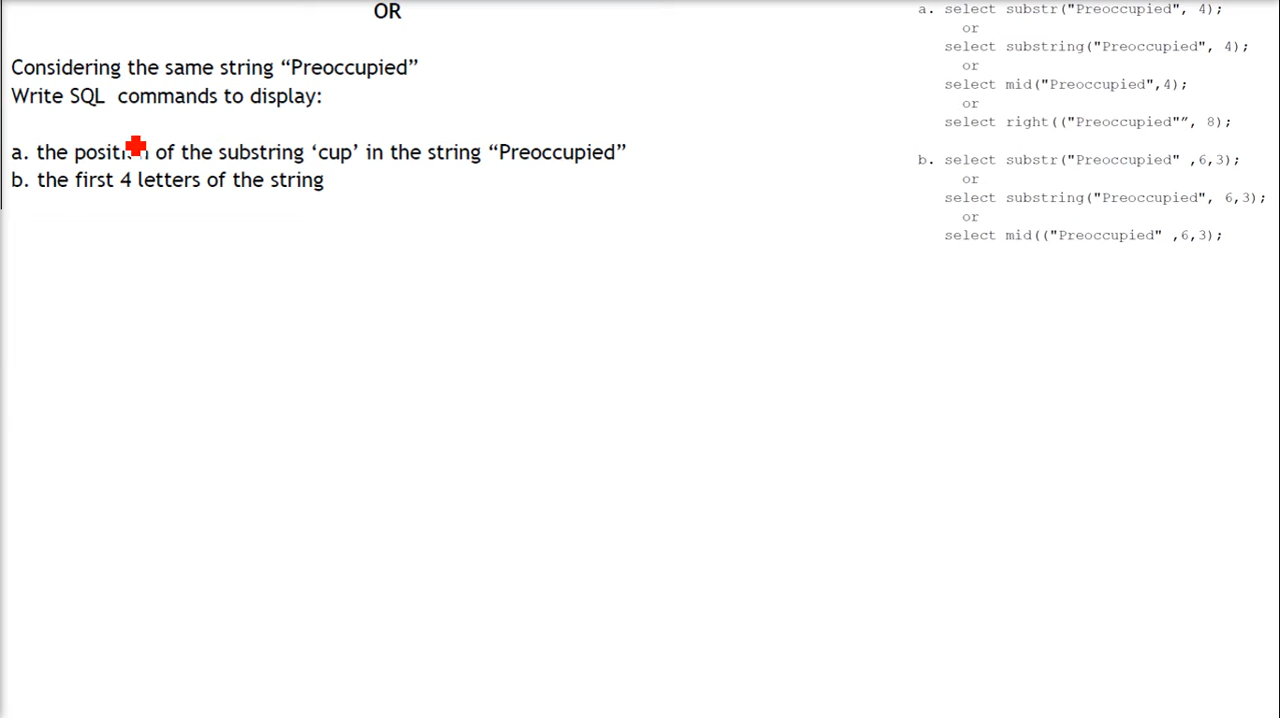 OR
Considering the same string “Preoccupied”
Write SQL commands to display:
a. the position of the substring ‘cup’ in the string “Preoccupied”
b. the first 4 letters of the string
a. select substr("Preoccupied", 4);
or
select substring("Preoccupied", 4);
or
select mid("Preoccupied",4);
or
select right(("Preoccupied"”, 8);
b. select substr("Preoccupied" ,6,3);
or
select substring("Preoccupied", 6,3);
or
select mid(("Preoccupied" ,6,3);